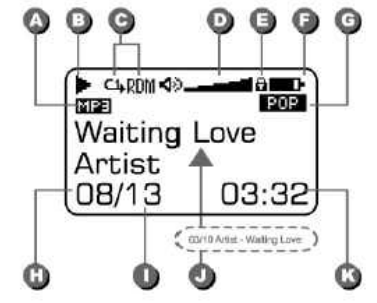 A B C D E F G
RDM
MP3 POP
Waiting Love
Artist
08/13 03:32
03/10 Artist - Waiting Love
H I J K